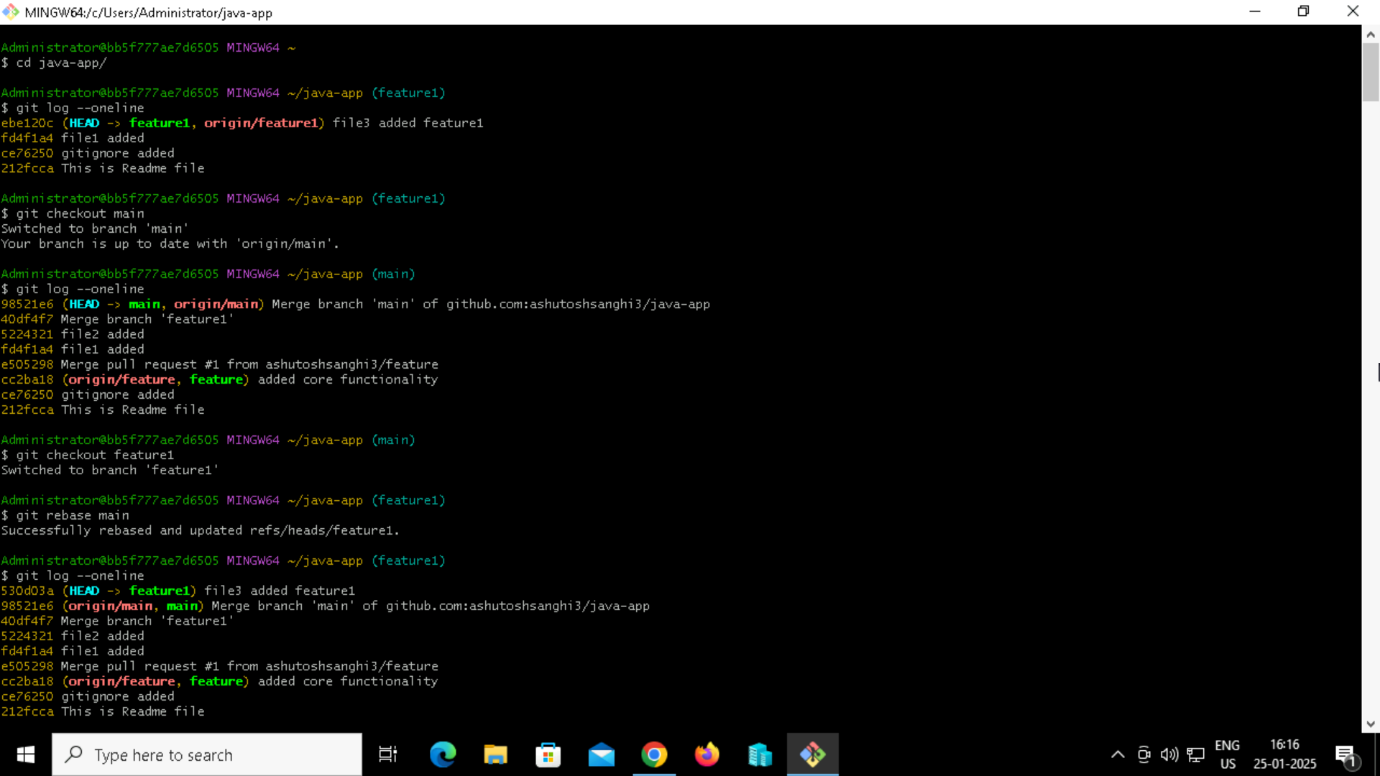 MINGW64:/c/Users/Administrator/java-app
Administrator@bb5f777ae7d6505 MINGW64 ~
$ cd java-app/
Administrator@bb5f777ae7d6505 MINGW64 ~/java-app (feature1)
$ git log --oneline
ebe120c (HEAD -> feature1, origin/feature1) file3 added feature1
fd4f1a4 file1 added
ce76250 gitignore added
212fcca This is Readme file
Administrator@bb5f777ae7d6505 MINGW64 ~/java-app (feature1)
$ git checkout main
Switched to branch 'main'
Your branch is up to date with 'origin/main'.
Administrator@bb5f777ae7d6505 MINGW64 ~/java-app (main)
$ git log --oneline
98521e6 (HEAD -> main, origin/main) Merge branch 'main' of github.com:ashutoshsanghi3/java-app
40df4f7 Merge branch 'feature1'
5224321 file2 added
fd4f1a4 file1 added
e505298 Merge pull request #1 from ashutoshsanghi3/feature
cc2ba18 (origin/feature, feature) added core functionality
ce76250 gitignore added
212fcca This is Readme file
Administrator@bb5f777ae7d6505 MINGW64 ~/java-app (main)
$ git checkout feature1
Switched to branch 'feature1'
Administrator@bb5f777ae7d6505 MINGW64 ~/java-app (feature1)
$ git rebase main
Successfully rebased and updated refs/heads/feature1.
Administrator@bb5f777ae7d6505 MINGW64 ~/java-app (feature1)
$ git log --oneline
530d03a (HEAD -> feature1) file3 added feature1
98521e6 (origin/main, main) Merge branch 'main' of github.com:ashutoshsanghi3/java-app
40df4f7 Merge branch 'feature1'
5224321 file2 added
fd4f1a4 file1 added
e505298 Merge pull request #1 from ashutoshsanghi3/feature
cc2ba18 (origin/feature, feature) added core functionality
ce76250 gitignore added
212fcca This is Readme file
Type here to search
ENG
US
16:16
25-01-2025
1